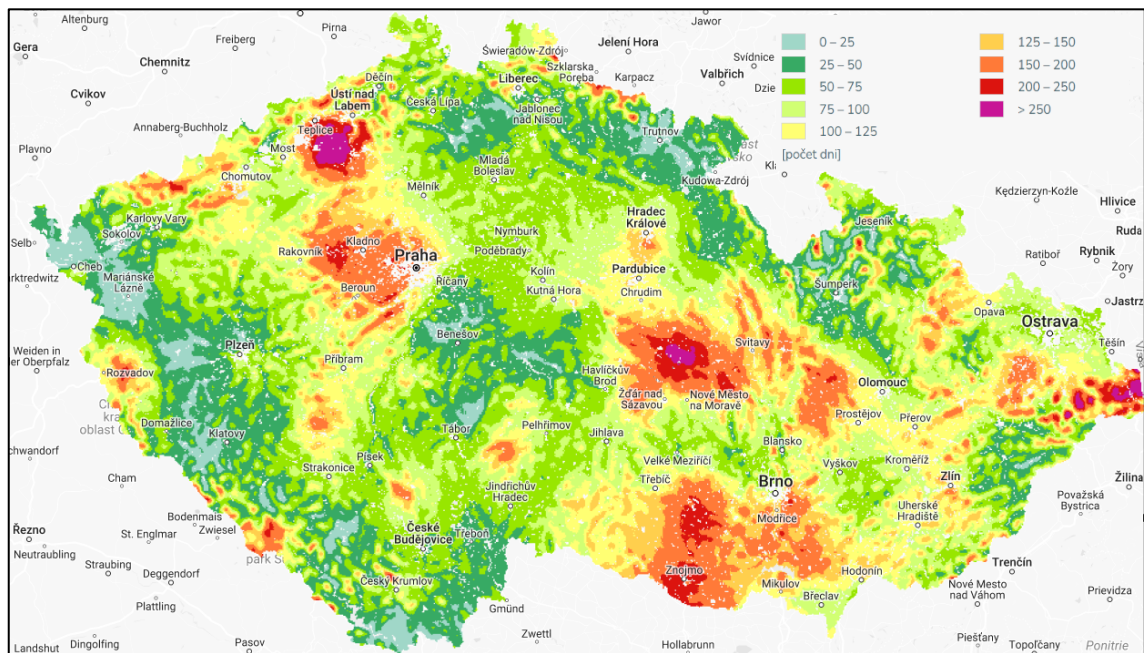 Altenburg
Jawor
Gera
Freiberg
Pirna
Świeradów-Zdrój
Jelení Hora
Chemnitz
Szklarska
Poręba
Karpacz
Svídnice
Valbřich
Dzie
Cvikov
Děčín
Liberec
Ústí nad
Labem
Česká Lípa
Jablonec
nad Nisou
Annaberg-Buchholz
Teplice
Trutnov
Plavno
Most
Chomutov
Mladá
Boleslav
Kudowa-Zdrój
Mělník
Karlovy Vary
Sokolov
Hradec
Králové
Kędzierzyn-Koźle
Hlivice
Jeseník
Ruda
Selb
Cheb
Rakovník
Kladno
Praha
Nymburk
Poděbrady
Rybnik
Ratiboř
Żory
arktredwitz
Mariánské
Lázně
Beroun
Říčany
Kolín
Kutná Hora
Pardubice
Chrudim
Šumperk
Opava
Jastrz
Ostrava
Benešov
Plzeň
Těšín
Weiden in
der Oberpfalz
Rozvadov
Příbram
Havlíčkův
Brod
Svitavy
Žďár nad
Sázavou
Nové Město
na Moravě
Olomouc
Domažlice
Klatovy
Tábor
Pelhřimov
Jihlava
Prostějov
Přerov
Blansko
chwandorf
Cham
Strakonice
Písek
Velké Meziříčí
Třebíč
Vyškov
Kroměříž
Brno
Zlín
Žilina
Jindřichův
Hradec
Modřice
Uherské
Hradiště
Považská
Bystrica
Bodenmais
Zwiesel
Řezno
St. Englmar
České
Budějovice
Třeboň
Neutraubling
Straubing
Deggendorf
Český Krumlov
Znojmo
Mikulov
Hodonín
Trenčín
Břeclav
Nové Mesto
nad Váhom
Prievidza
Plattling
Gmünd
Zwettl
Landshut
Dingolfing
Pasov
Hollabrunn
Piešťany
Topoľčany
Ponitrie
0 – 25
25 – 50
50 – 75
75 – 100
100 – 125
125 – 150
150 – 200
200 – 250
> 250
[počet dní]